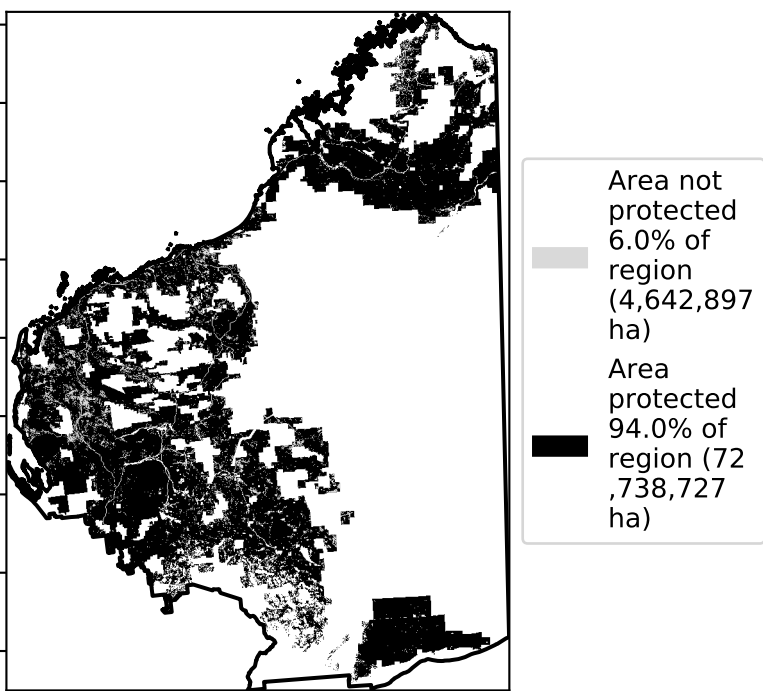 Area not
protected
6.0% of
region
(4,642,897
ha)
Area
protected
94.0% of
region (72
,738,727
ha)